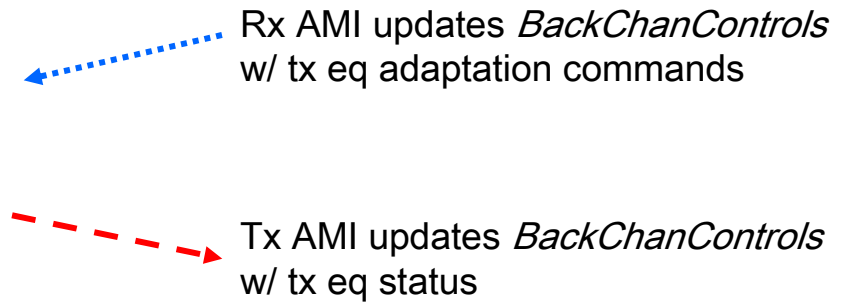 Rx AMI updates BackChanControls
w/ tx eq adaptation commands
Tx AMI updates BackChanControls
w/ tx eq status